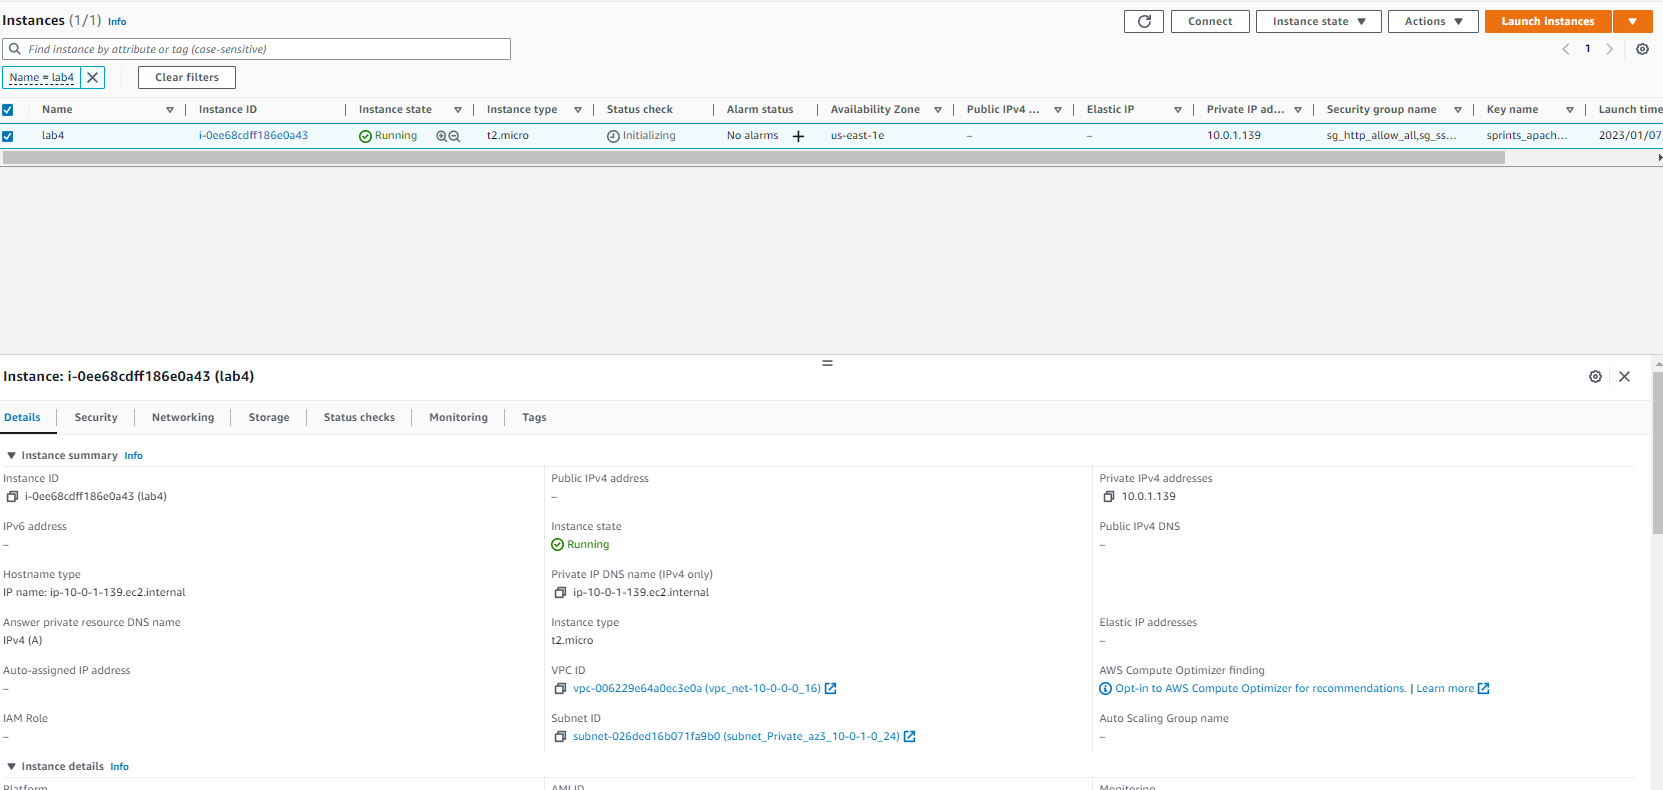 Instances (1/1) Info
Connect Instance state Actions Launch instances
Find instance by attribute or tag (case-sensitive)
1
Name = lab4 Clear filters
Name Instance ID Instance state Instance type Status check Alarm status Availability Zone Public IPv4 ... Elastic IP Private IP ad... Security group name Key name Launch time
lab4 i-0ee68cdff186e0a43 Running t2.micro Initializing No alarms + us-east-1e – – 10.0.1.139 sg_http_allow_all,sg_ss... sprints_apach... 2023/01/07
Instance: i-0ee68cdff186e0a43 (lab4)
Details Security Networking Storage Status checks Monitoring Tags
Instance summary Info
Instance ID Public IPv4 address Private IPv4 addresses
i-0ee68cdff186e0a43 (lab4) – 10.0.1.139
IPv6 address Instance state Public IPv4 DNS
– Running –
Hostname type Private IP DNS name (IPv4 only)
IP name: ip-10-0-1-139.ec2.internal ip-10-0-1-139.ec2.internal
Answer private resource DNS name Instance type Elastic IP addresses
IPv4 (A) t2.micro –
Auto-assigned IP address VPC ID AWS Compute Optimizer finding
– vpc-006229e64a0ec3e0a (vpc_net-10-0-0-0_16) Opt-in to AWS Compute Optimizer for recommendations. | Learn more
IAM Role Subnet ID Auto Scaling Group name
– subnet-026ded16b071fa9b0 (subnet_Private_az3_10-0-1-0_24) –
Instance details Info
Platform AMI ID Monitoring